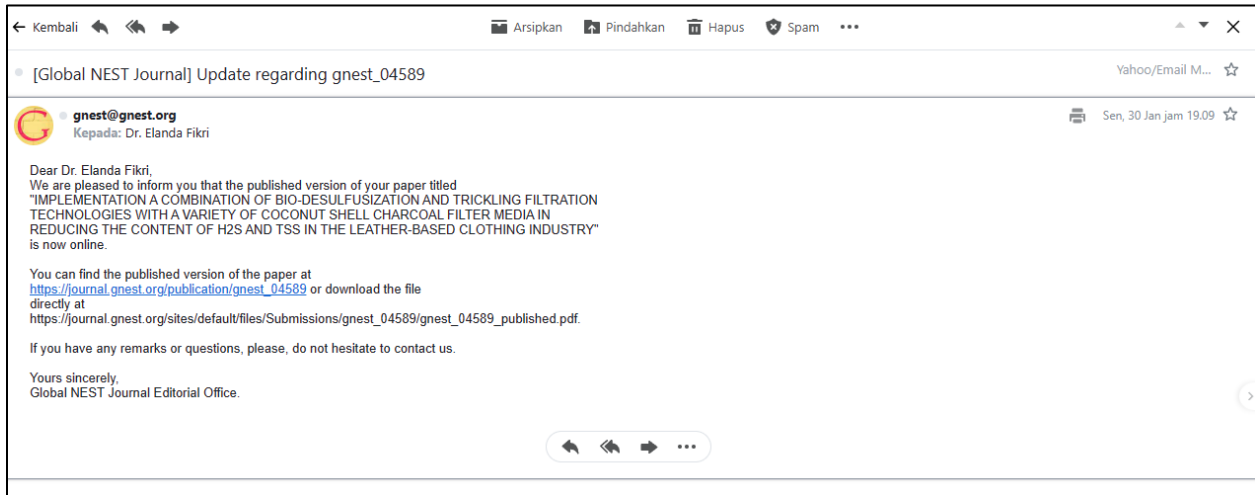 Kembali
Arsipkan Pindahkan Hapus Spam
[Global NEST Journal] Update regarding gnest_04589
Yahoo/Email M...
G
gnest@gnest.org
Sen, 30 Jan jam 19.09
Kepada: Dr. Elanda Fikri
Dear Dr. Elanda Fikri,
We are pleased to inform you that the published version of your paper titled
"IMPLEMENTATION A COMBINATION OF BIO-DESULFUSIZATION AND TRICKLING FILTRATION
TECHNOLOGIES WITH A VARIETY OF COCONUT SHELL CHARCOAL FILTER MEDIA IN
REDUCING THE CONTENT OF H2S AND TSS IN THE LEATHER-BASED CLOTHING INDUSTRY"
is now online.
You can find the published version of the paper at
https://journal.gnest.org/publication/gnest_04589 or download the file
directly at
https://journal.gnest.org/sites/default/files/Submissions/gnest_04589/gnest_04589_published.pdf.
If you have any remarks or questions, please, do not hesitate to contact us.
Yours sincerely,
Global NEST Journal Editorial Office.